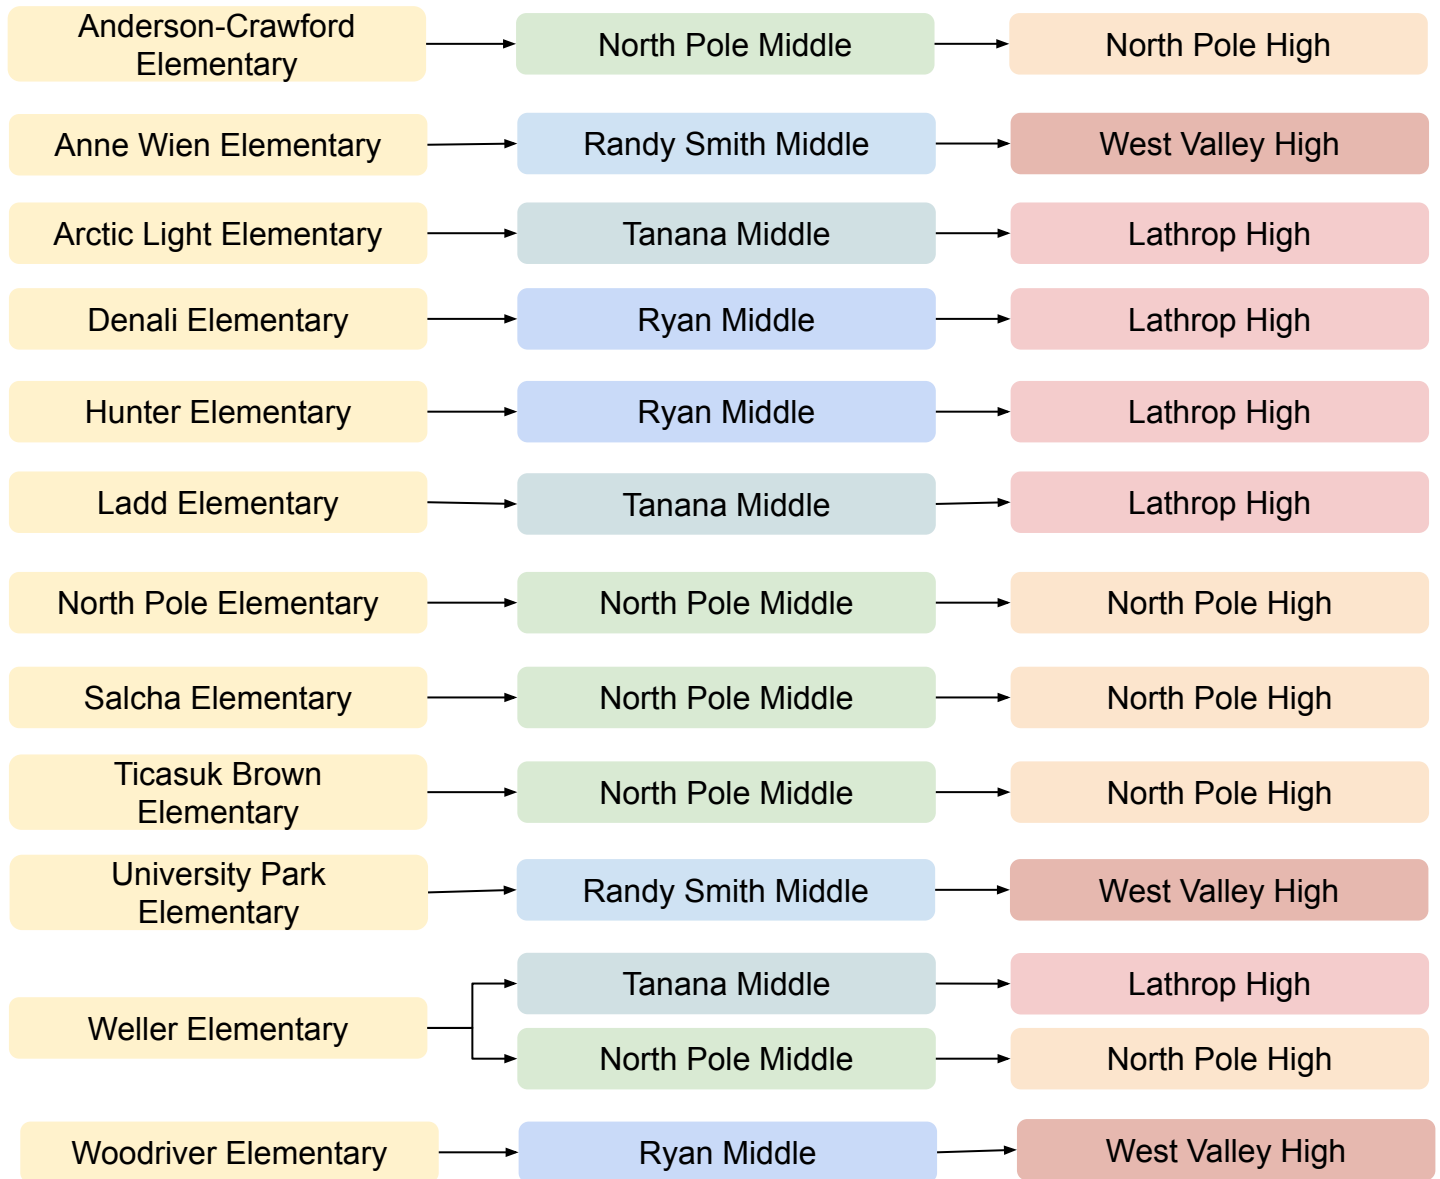 Anderson-Crawford
Elementary
North Pole Middle
North Pole High
Anne Wien Elementary
Randy Smith Middle
West Valley High
Arctic Light Elementary
Tanana Middle
Lathrop High
Denali Elementary
Ryan Middle
Lathrop High
Hunter Elementary
Ryan Middle
Lathrop High
Ladd Elementary
Tanana Middle
Lathrop High
North Pole Elementary
North Pole Middle
North Pole High
Salcha Elementary
North Pole Middle
North Pole High
Ticasuk Brown
Elementary
North Pole Middle
North Pole High
University Park
Elementary
Randy Smith Middle
West Valley High
Weller Elementary
Tanana Middle
Lathrop High
North Pole Middle
North Pole High
Woodriver Elementary
Ryan Middle
West Valley High